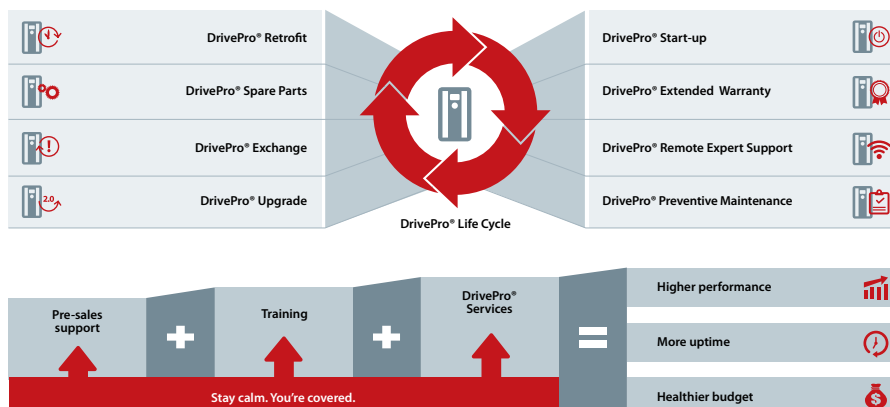 DrivePro® Retrofit
DrivePro® Spare Parts
DrivePro® Exchange
2.0
DrivePro® Upgrade
DrivePro® Life Cycle
DrivePro® Start-up
DrivePro® Extended Warranty
DrivePro® Remote Expert Support
DrivePro® Preventive Maintenance
Pre-sales
support
+
Training
+
DrivePro®
Services
=
Higher performance
More uptime
Healthier budget
$
Stay calm. You're covered.